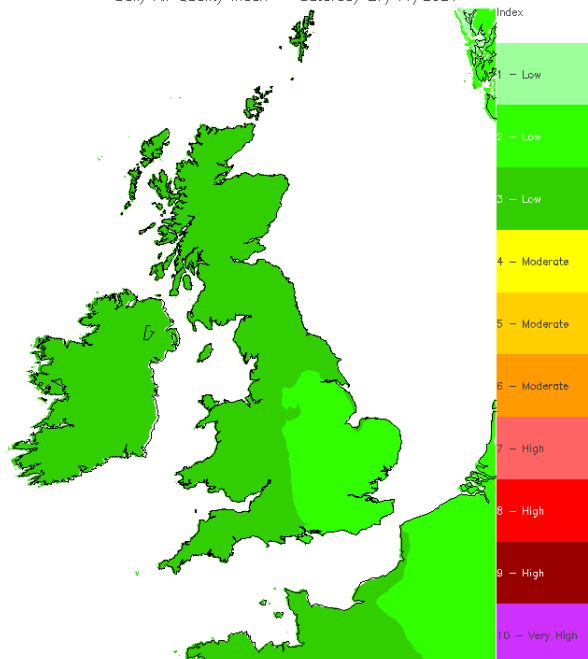 Index
1 - Low
2 - Low
3 - Low
4 - Moderate
5 - Moderate
6 - Moderate
7 - High
8 - High
9 - High
10 - Very High